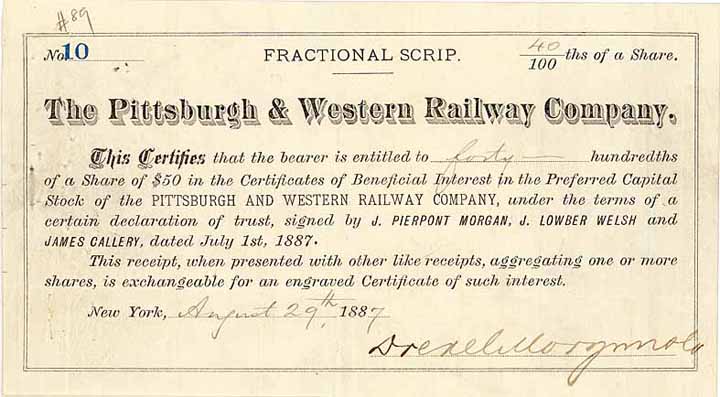 #89
No. 10 FRACTIONAL SCRIP. 40/100 ths of a Share.
The Pittsburgh & Western Railway Company.
This Certifies that the bearer is entitled to forty hundredths
of a Share of $50 in the Certificates of Beneficial Interest in the Preferred Capital
Stock of the PITTSBURGH AND WESTERN RAILWAY COMPANY, under the terms of a
certain declaration of trust, signed by J. PIERPONT MORGAN, J. LOWBER WELSH and
JAMES CALLERY, dated July 1st, 1887.
This receipt, when presented with other like receipts, aggregating one or more
shares, is exchangeable for an engraved Certificate of such interest.
New York, August 29th 1887
Drexel Morgan & Co